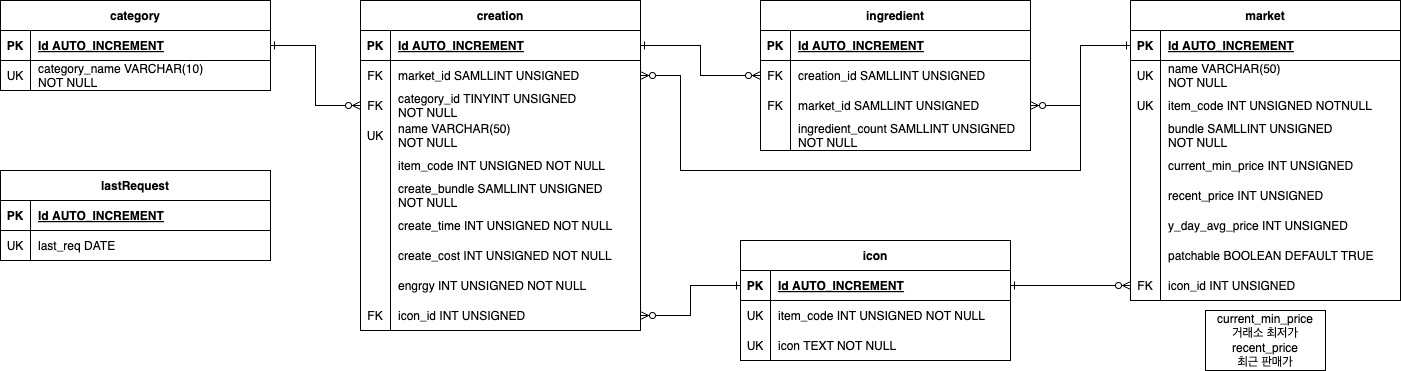 category
PK Id AUTO_INCREMENT
UK category_name VARCHAR(10)
NOT NULL
lastRequest
PK Id AUTO_INCREMENT
UK last_req DATE
creation
PK Id AUTO_INCREMENT
FK market_id SAMLLINT UNSIGNED
FK category_id TINYINT UNSIGNED
NOT NULL
UK name VARCHAR(50)
NOT NULL
item_code INT UNSIGNED NOT NULL
create_bundle SAMLLINT UNSIGNED
NOT NULL
create_time INT UNSIGNED NOT NULL
create_cost INT UNSIGNED NOT NULL
engrgy INT UNSIGNED NOT NULL
FK icon_id INT UNSIGNED
ingredient
PK Id AUTO_INCREMENT
FK creation_id SAMLLINT UNSIGNED
FK market_id SAMLLINT UNSIGNED
ingredient_count SAMLLINT UNSIGNED
NOT NULL
icon
PK Id AUTO_INCREMENT
UK item_code INT UNSIGNED NOT NULL
UK icon TEXT NOT NULL
market
PK Id AUTO_INCREMENT
UK name VARCHAR(50)
NOT NULL
UK item_code INT UNSIGNED NOTNULL
bundle SAMLLINT UNSIGNED
NOT NULL
current_min_price INT UNSIGNED
recent_price INT UNSIGNED
y_day_avg_price INT UNSIGNED
patchable BOOLEAN DEFAULT TRUE
FK icon_id INT UNSIGNED
current_min_price
거래소 최저가
recent_price
최근 판매가